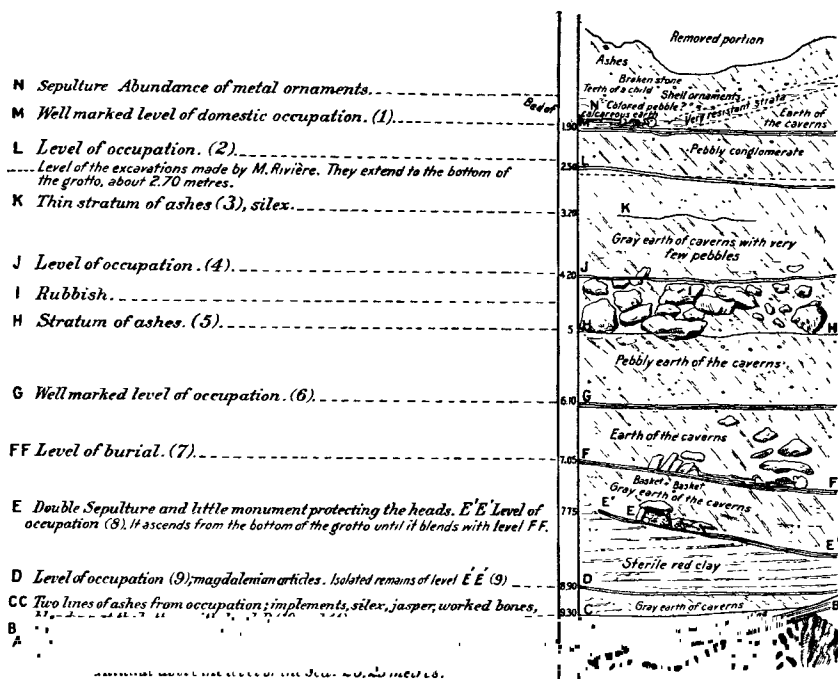 N Sepulture Abundance of metal ornaments.
M Well marked level of domestic occupation. (1)
L Level of occupation. (2)
Level of the excavations made by M. Rivière. They extend to the bottom of
the grotto, about 2.70 metres.
K Thin stratum of ashes (3), silex.
J Level of occupation. (4)
I Rubbish.
H Stratum of ashes. (5)
G Well marked level of occupation. (6)
FF Level of burial. (7)
E Double Sepulture and little monument protecting the heads. E'E' Level of
occupation (8). It ascends from the bottom of the grotto until it blends with level FF.
D Level of occupation (9); magdalenian articles. Isolated remains of level E'E' (9)
CC Two lines of ashes from occupation; implements, silex, jasper, worked bones,
B
A
Removed portion
Ashes
Broken stone
Teeth of a child
Shell ornaments
Bed of
N Colored pebble?
Very resistant strata
calcareous earth
Earth of
the caverns
M
1.90
Pebbly conglomerate
L
2.50
3.20
K
Gray earth of caverns with very
few pebbles
J
4.20
I
5
H
H
Pebbly earth of the caverns
G
6.10
Earth of the caverns
F
7.05
F
Basket Basket
Gray earth of the caverns
E'
7.75
E
E'
Sterile red clay
D
8.90
Gray earth of caverns
C
B
9.30